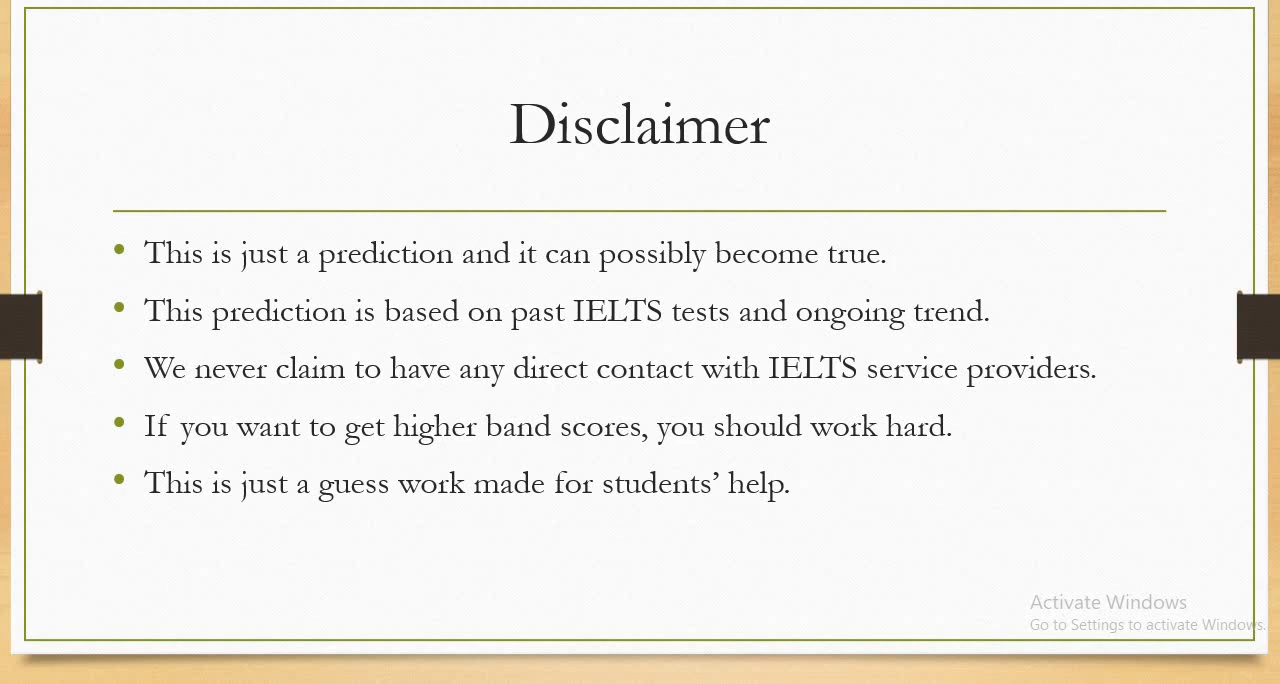 Disclaimer
• This is just a prediction and it can possibly become true.
• This prediction is based on past IELTS tests and ongoing trend.
• We never claim to have any direct contact with IELTS service providers.
• If you want to get higher band scores, you should work hard.
• This is just a guess work made for students’ help.
Activate Windows
Go to Settings to activate Windows.